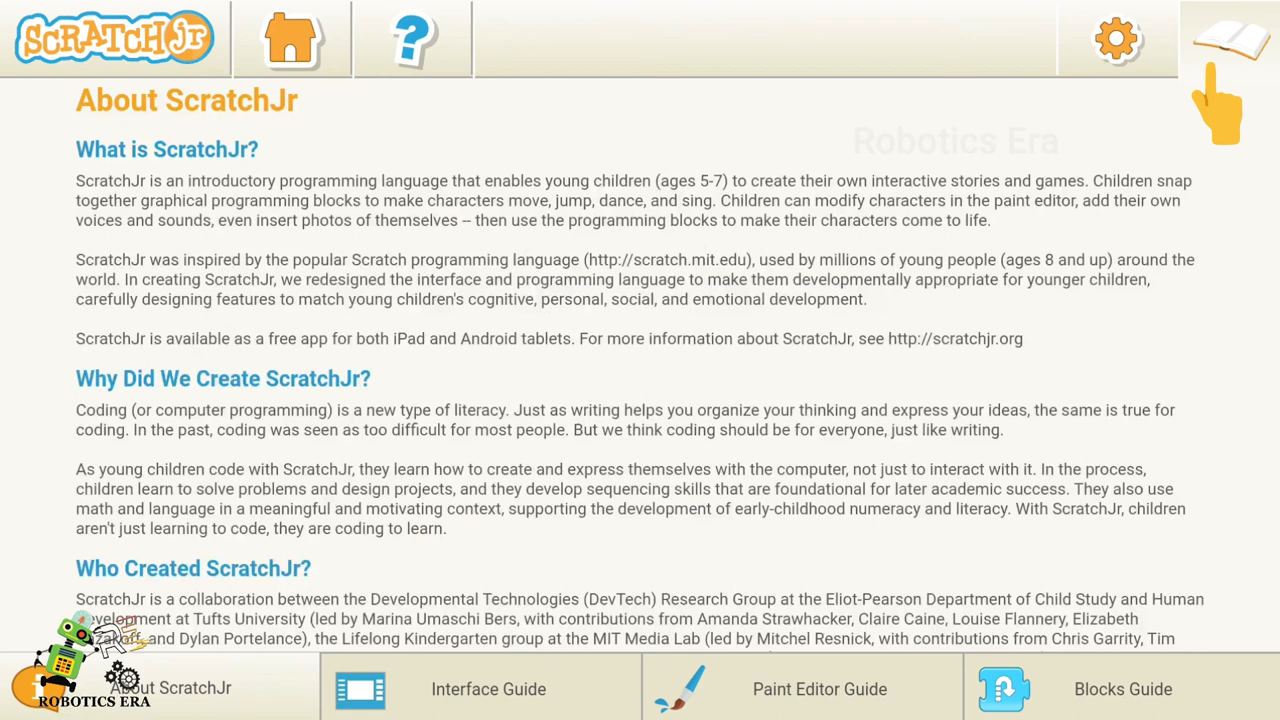 SCRATCH Jr
?
About ScratchJr
Robotics Era
What is ScratchJr?
ScratchJr is an introductory programming language that enables young children (ages 5-7) to create their own interactive stories and games. Children snap
together graphical programming blocks to make characters move, jump, dance, and sing. Children can modify characters in the paint editor, add their own
voices and sounds, even insert photos of themselves -- then use the programming blocks to make their characters come to life.
ScratchJr was inspired by the popular Scratch programming language (http://scratch.mit.edu), used by millions of young people (ages 8 and up) around the
world. In creating ScratchJr, we redesigned the interface and programming language to make them developmentally appropriate for younger children,
carefully designing features to match young children's cognitive, personal, social, and emotional development.
ScratchJr is available as a free app for both iPad and Android tablets. For more information about ScratchJr, see http://scratchjr.org
Why Did We Create ScratchJr?
Coding (or computer programming) is a new type of literacy. Just as writing helps you organize your thinking and express your ideas, the same is true for
coding. In the past, coding was seen as too difficult for most people. But we think coding should be for everyone, just like writing.
As young children code with ScratchJr, they learn how to create and express themselves with the computer, not just to interact with it. In the process,
children learn to solve problems and design projects, and they develop sequencing skills that are foundational for later academic success. They also use
math and language in a meaningful and motivating context, supporting the development of early-childhood numeracy and literacy. With ScratchJr, children
aren't just learning to code, they are coding to learn.
Who Created ScratchJr?
ScratchJr is a collaboration between the Developmental Technologies (DevTech) Research Group at the Eliot-Pearson Department of Child Study and Human
at Tufts University (led by Marina Umaschi Bers, with contributions from Amanda Strawhacker, Claire Caine, Louise Flannery, Elizabeth
and Dylan Portelance), the Lifelong Kindergarten group at the MIT Media Lab (led by Mitchel Resnick, with contributions from Chris Garrity, Tim
About ScratchJr
Interface Guide
Paint Editor Guide
Blocks Guide
ROBOTICS ERA